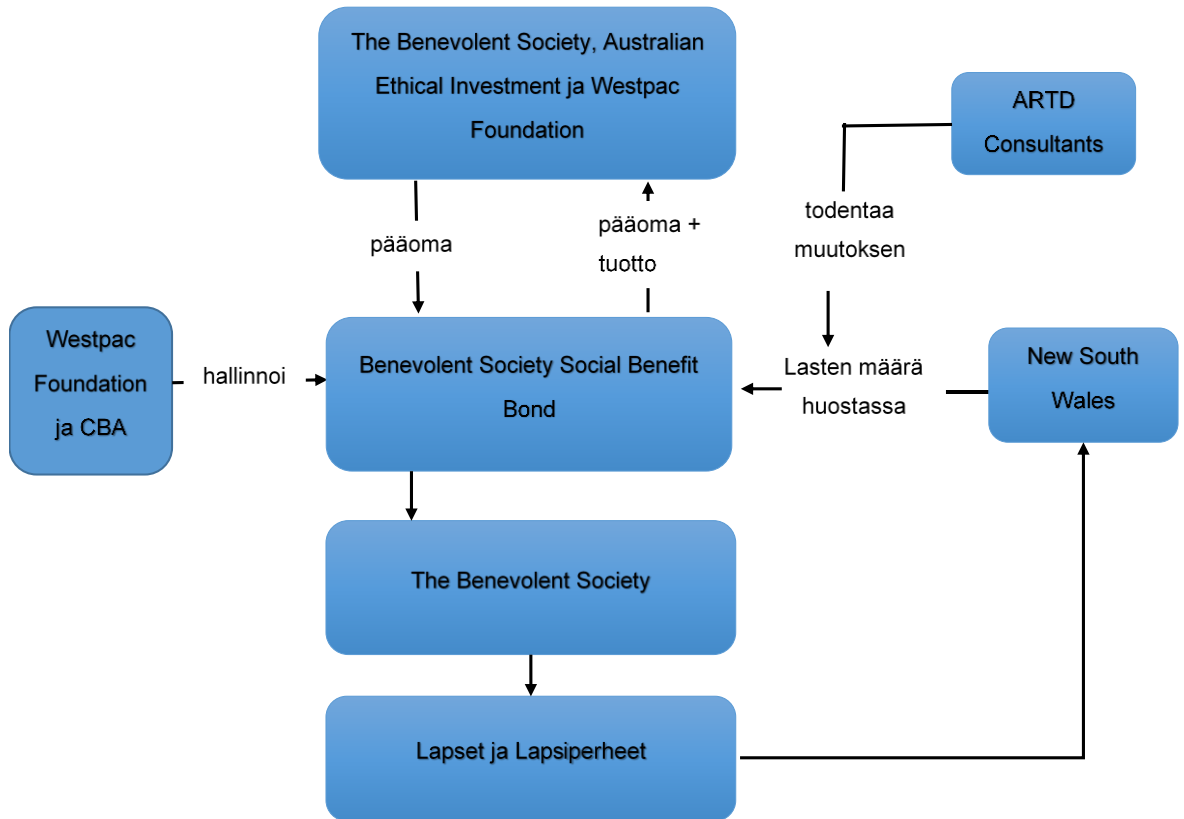 The Benevolent Society, Australian
Ethical Investment ja Westpac
Foundation
ARTD
Consultants
pääoma
pääoma +
tuotto
todentaa
muutoksen
Westpac
Foundation
ja CBA
hallinnoi
Benevolent Society Social Benefit
Bond
Lasten määrä
huostassa
New South
Wales
The Benevolent Society
Lapset ja Lapsiperheet